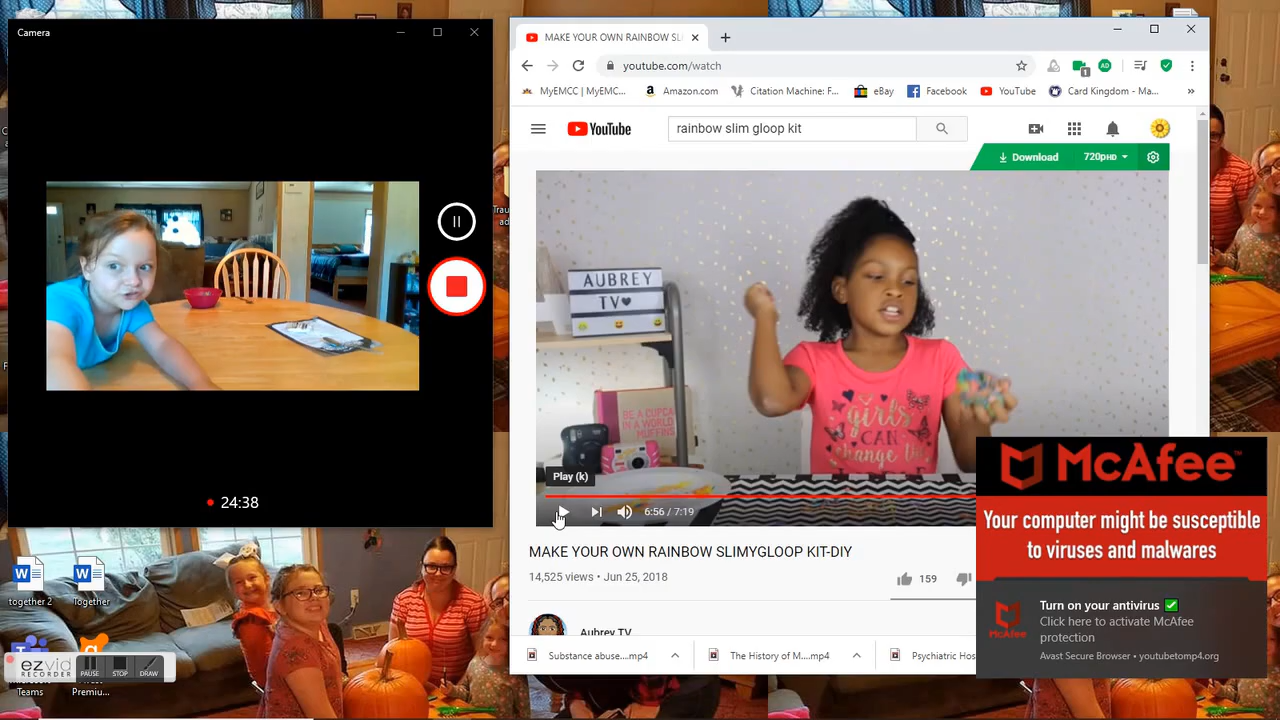 Camera
24:38
MAKE YOUR OWN RAINBOW SLI
youtube.com/watch
MyEMCC | MyEMC...
Amazon.com
Citation Machine: F...
eBay
Facebook
YouTube
Card Kingdom - Ma...
»
YouTube
rainbow slim gloop kit
Download
720PHD
AUBREY
TV
BE A CUPCA
IN A WORLD
MUFFINS
girls
CAN
change th
Play (k)
6:56 / 7:19
MAKE YOUR OWN RAINBOW SLIMYGLOOP KIT-DIY
14,525 views • Jun 25, 2018
159
Aubrey TV
Substance abuse....mp4
The History of M....mp4
Psychiatric Hos
McAfee™
Your computer might be susceptible
to viruses and malwares
Turn on your antivirus
Click here to activate McAfee
protection
Avast Secure Browser • youtubetomp4.org
McAfee
together 2
Together
Teams
Premiu...
ezvid
RECORDER
PAUSE
STOP
DRAW